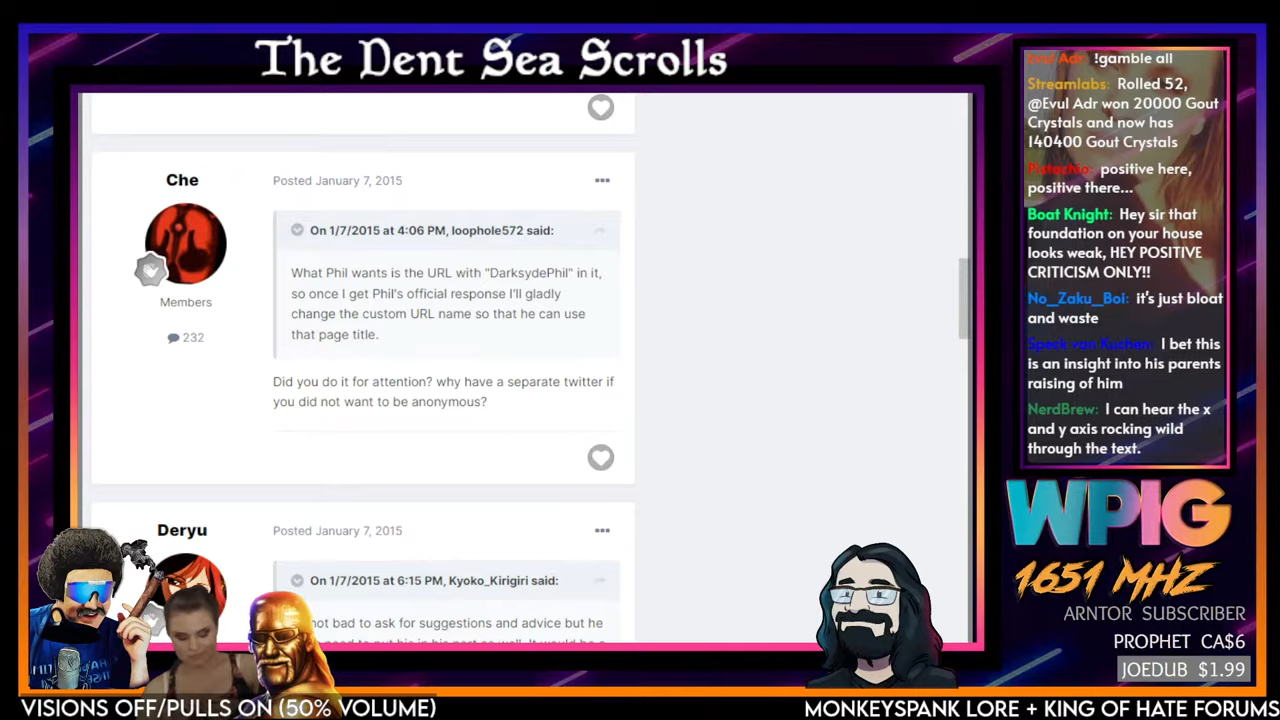 The Dent Sea Scrolls
Che
Members
232
Posted January 7, 2015
On 1/7/2015 at 4:06 PM, loophole572 said:
What Phil wants is the URL with "DarksydePhil" in it,
so once I get Phil's official response I'll gladly
change the custom URL name so that he can use
that page title.
Did you do it for attention? why have a separate twitter if
you did not want to be anonymous?
Deryu
Posted January 7, 2015
On 1/7/2015 at 6:15 PM, Kyoko_Kirigiri said:
not bad to ask for suggestions and advice but he
Evul Adr: !gamble all
Streamlabs: Rolled 52,
@Evul Adr won 20000 Gout
Crystals and now has
140400 Gout Crystals
Pistachio: positive here,
positive there...
Boat Knight: Hey sir that
foundation on your house
looks weak, HEY POSITIVE
CRITICISM ONLY!!
No_Zaku_Boi: it's just bloat
and waste
Speck van Kuchen: I bet this
is an insight into his parents
raising of him
NerdBrew: I can hear the x
and y axis rocking wild
through the text.
WPIG
1651 MHZ
ARNTOR SUBSCRIBER
PROPHET CA$6
JOEDUB $1.99
VISIONS OFF/PULLS ON (50% VOLUME)
MONKEYSPANK LORE + KING OF HATE FORUMS